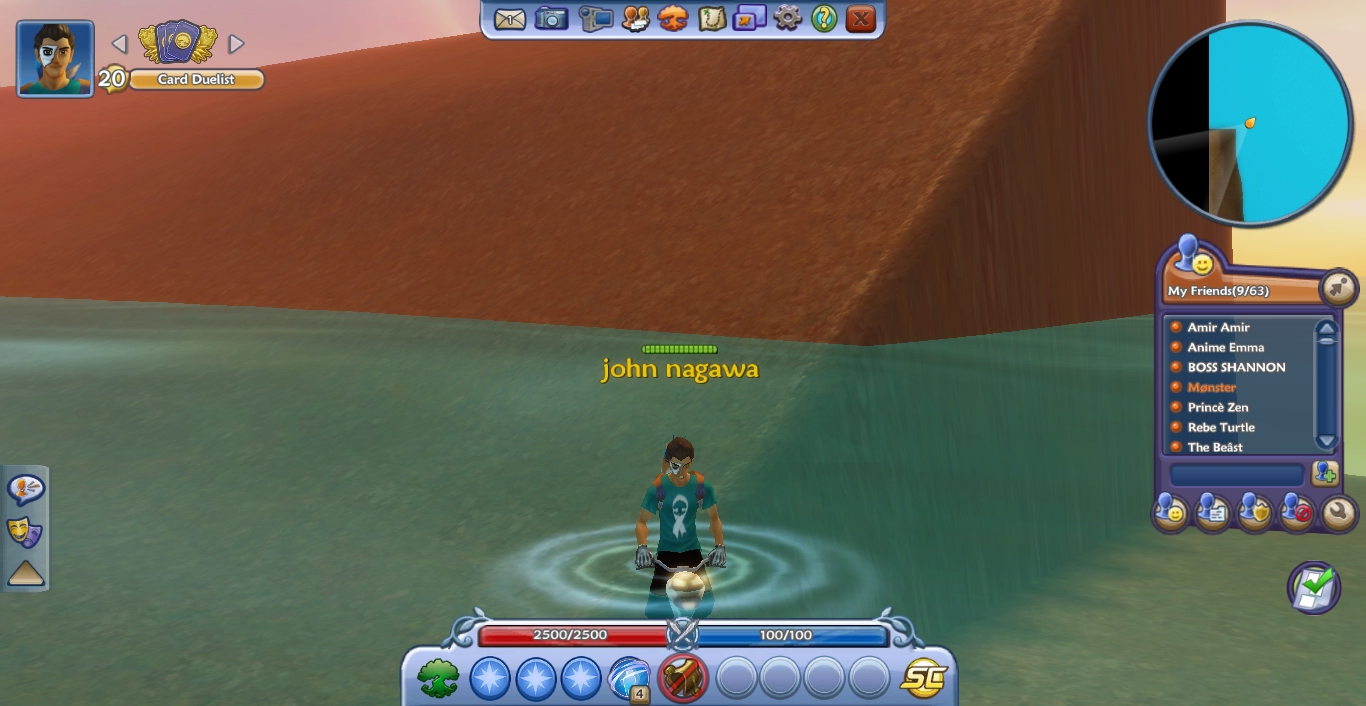 1
20
Card Duelist
My Friends(9/63)
Amir Amir
Anime Emma
BOSS SHANNON
Mønster
Princè Zen
Rebe Turtle
The Beâst
john nagawa
2500/2500
100/100
4
SC